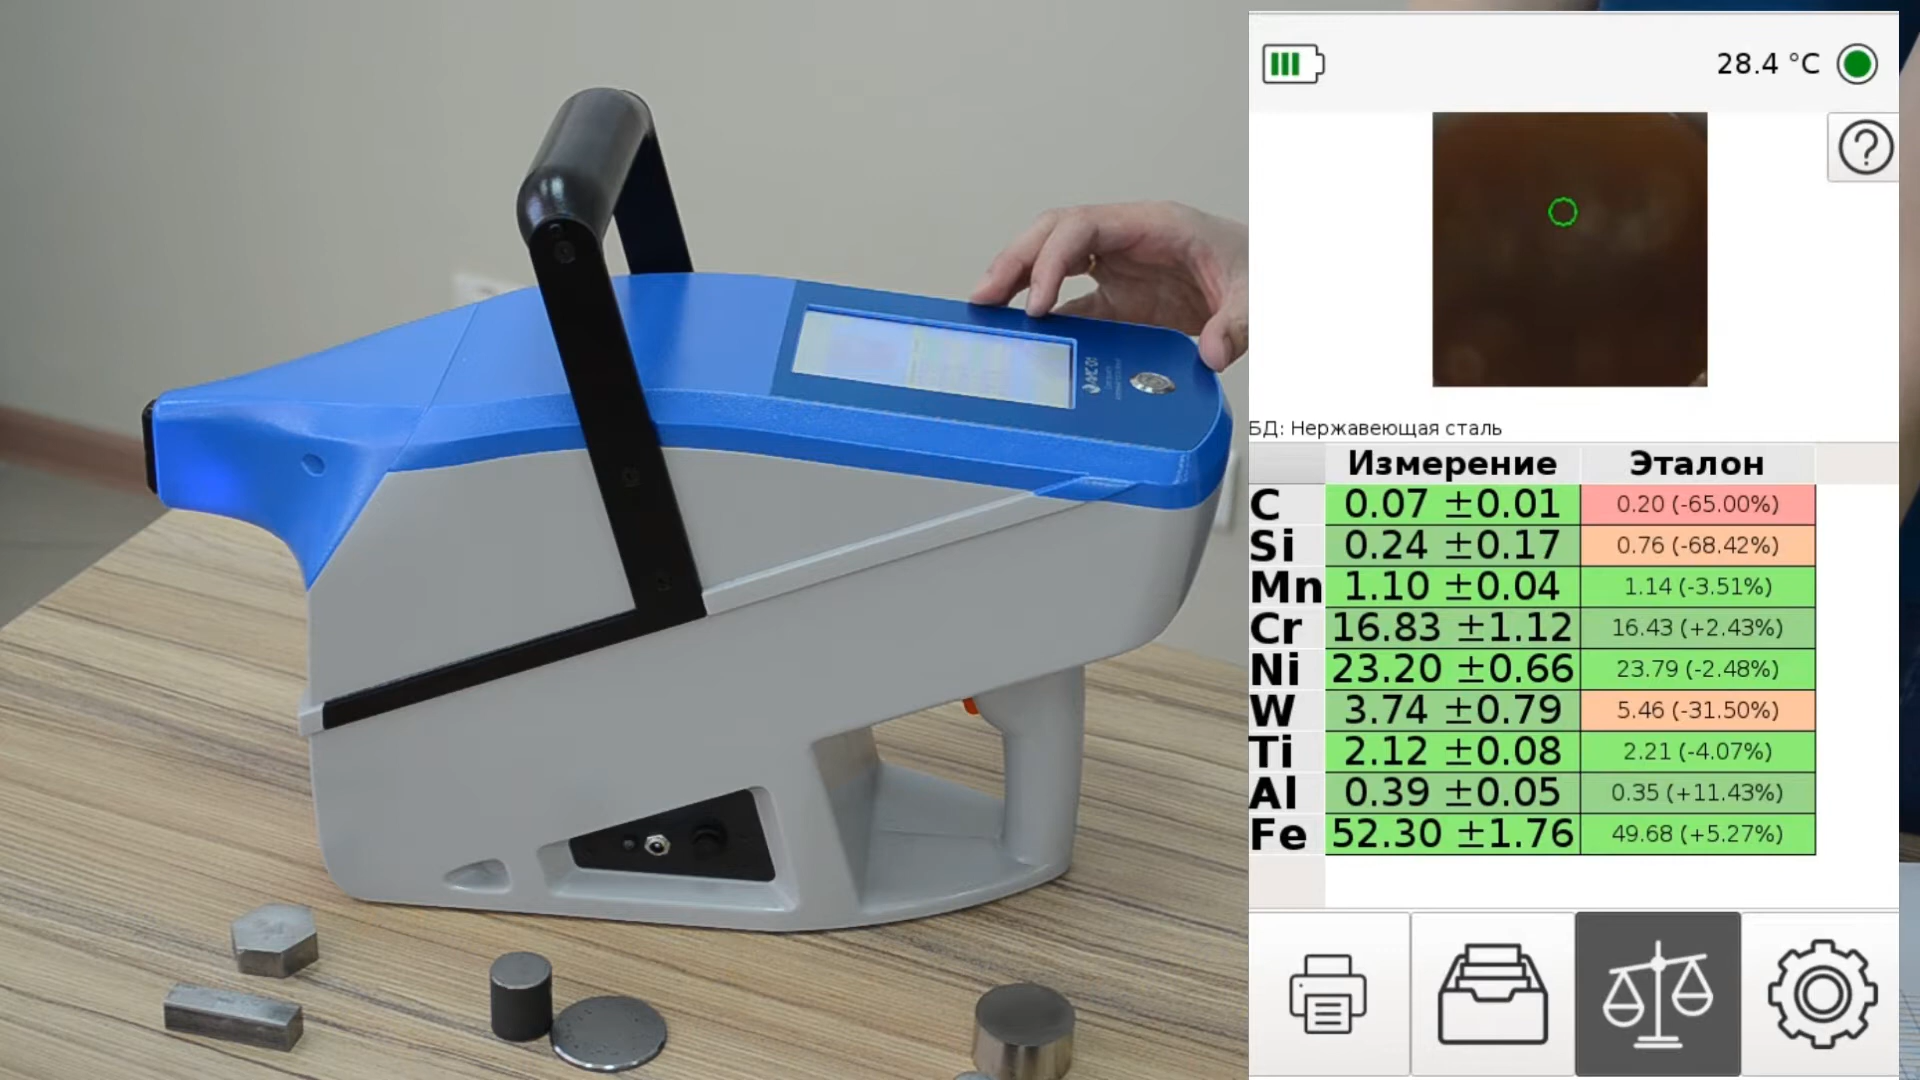 28.4 °C
БД: Нержавеющая сталь
Измерение Эталон
C 0.07 ±0.01 0.20 (-65.00%)
Si 0.24 ±0.17 0.76 (-68.42%)
Mn 1.10 ±0.04 1.14 (-3.51%)
Cr 16.83 ±1.12 16.43 (+2.43%)
Ni 23.20 ±0.66 23.79 (-2.48%)
W 3.74 ±0.79 5.46 (-31.50%)
Ti 2.12 ±0.08 2.21 (-4.07%)
Al 0.39 ±0.05 0.35 (+11.43%)
Fe 52.30 ±1.76 49.68 (+5.27%)